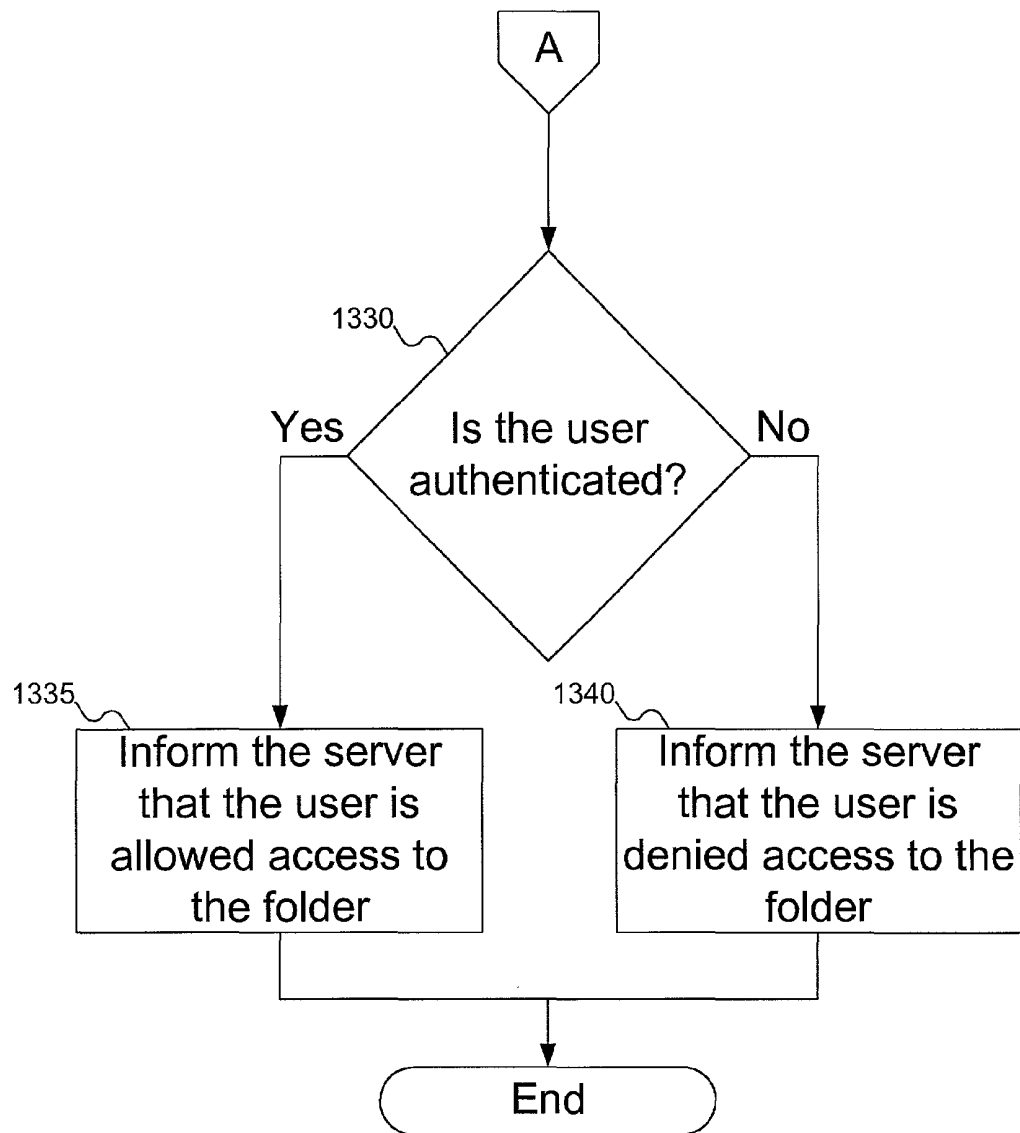 A
1330
Yes
No
Is the user
authenticated?
1335
1340
Inform the server
that the user is
allowed access to
the folder
Inform the server
that the user is
denied access to the
folder
End